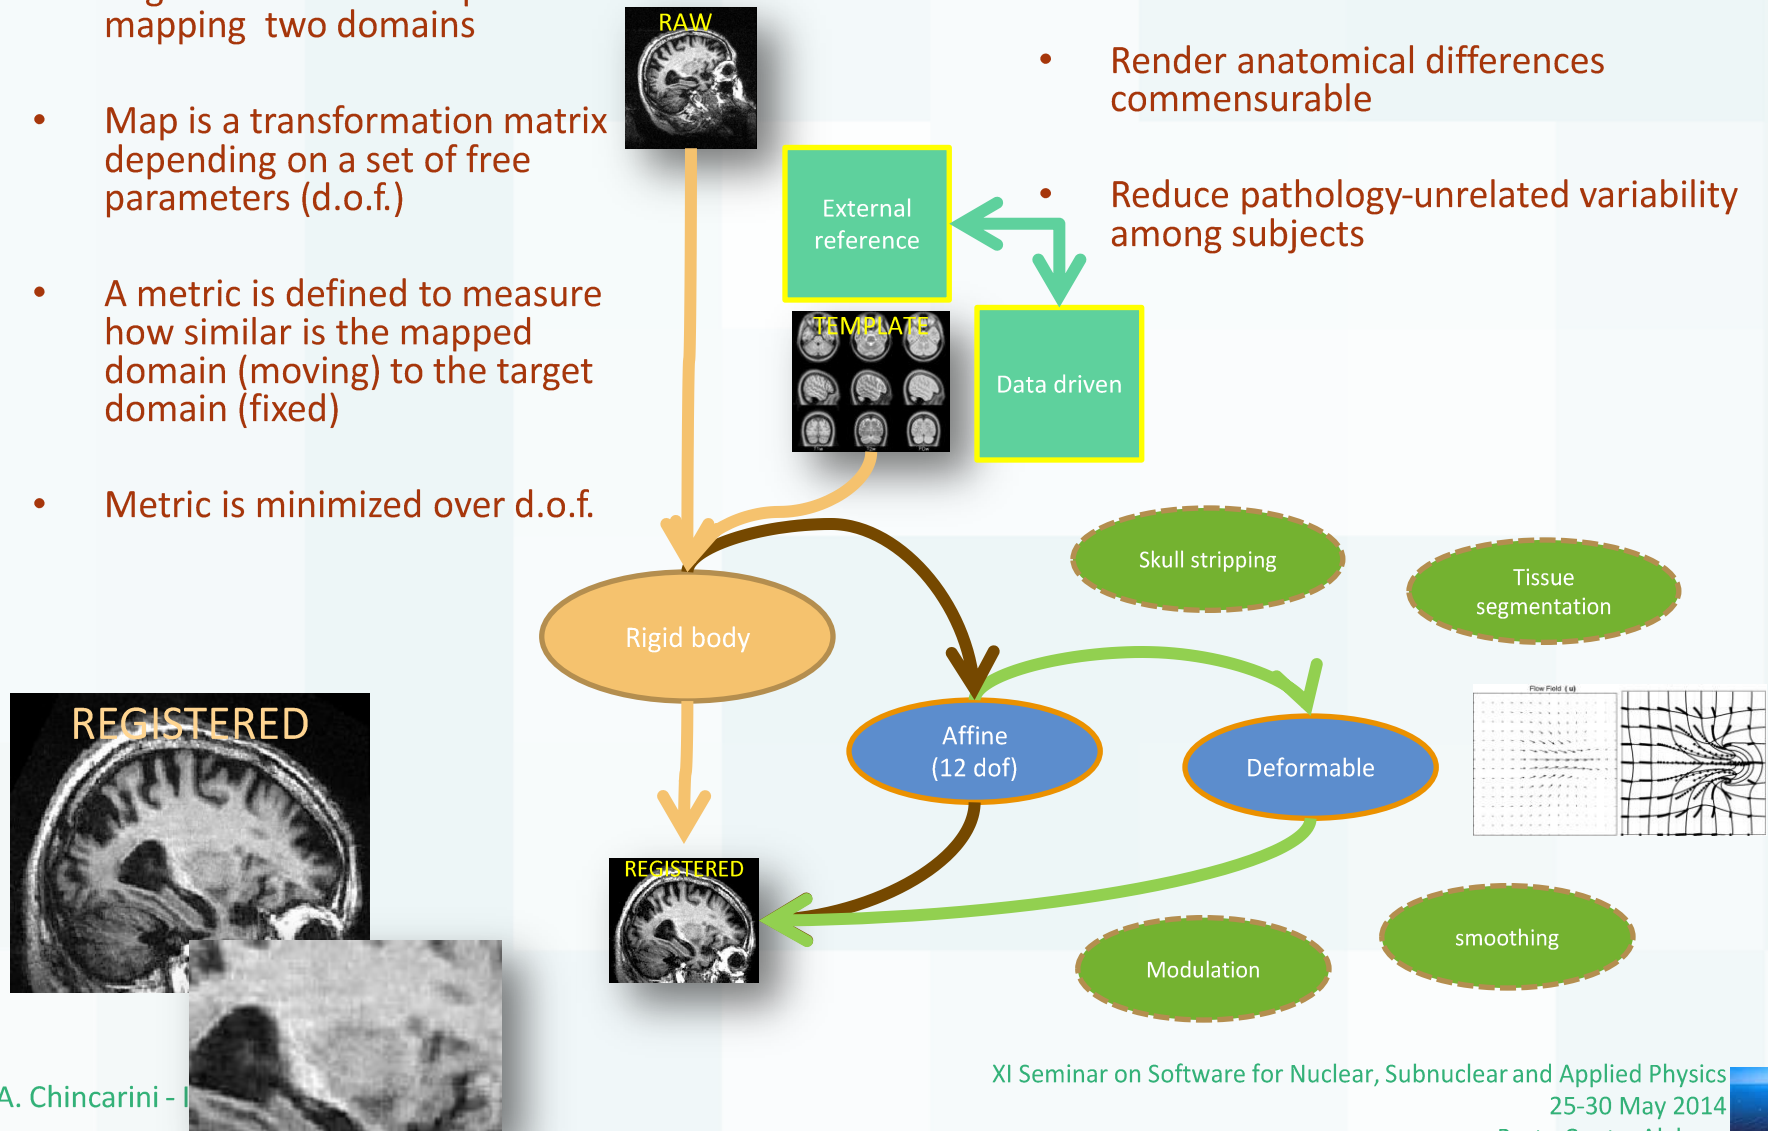 mapping two domains
• Map is a transformation matrix
depending on a set of free
parameters (d.o.f.)
• A metric is defined to measure
how similar is the mapped
domain (moving) to the target
domain (fixed)
• Metric is minimized over d.o.f.
RAW
• Render anatomical differences
commensurable
• Reduce pathology-unrelated variability
among subjects
External
reference
TEMPLATE
Data driven
Rigid body
Skull stripping
Tissue
segmentation
Affine
(12 dof)
Deformable
Flow Field (u)
REGISTERED
REGISTERED
Modulation
smoothing
A. Chincarini -
XI Seminar on Software for Nuclear, Subnuclear and Applied Physics
25-30 May 2014